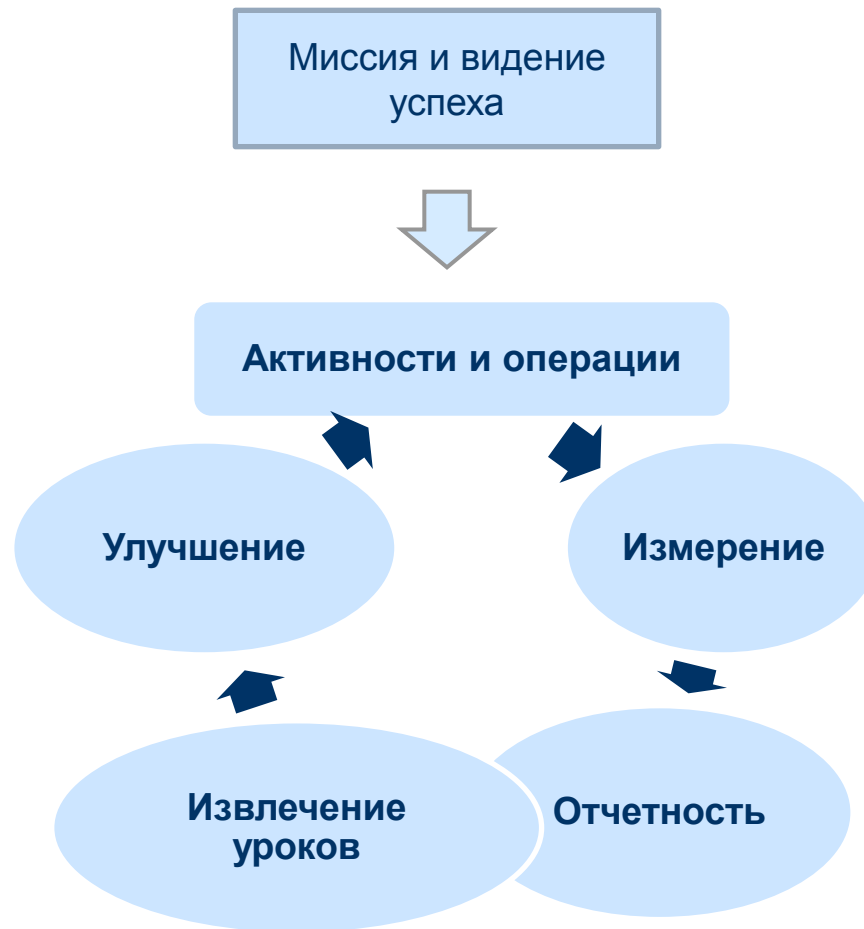 Миссия и видение
успеха
Активности и операции
Улучшение
Измерение
Извлечение
уроков
Отчетность